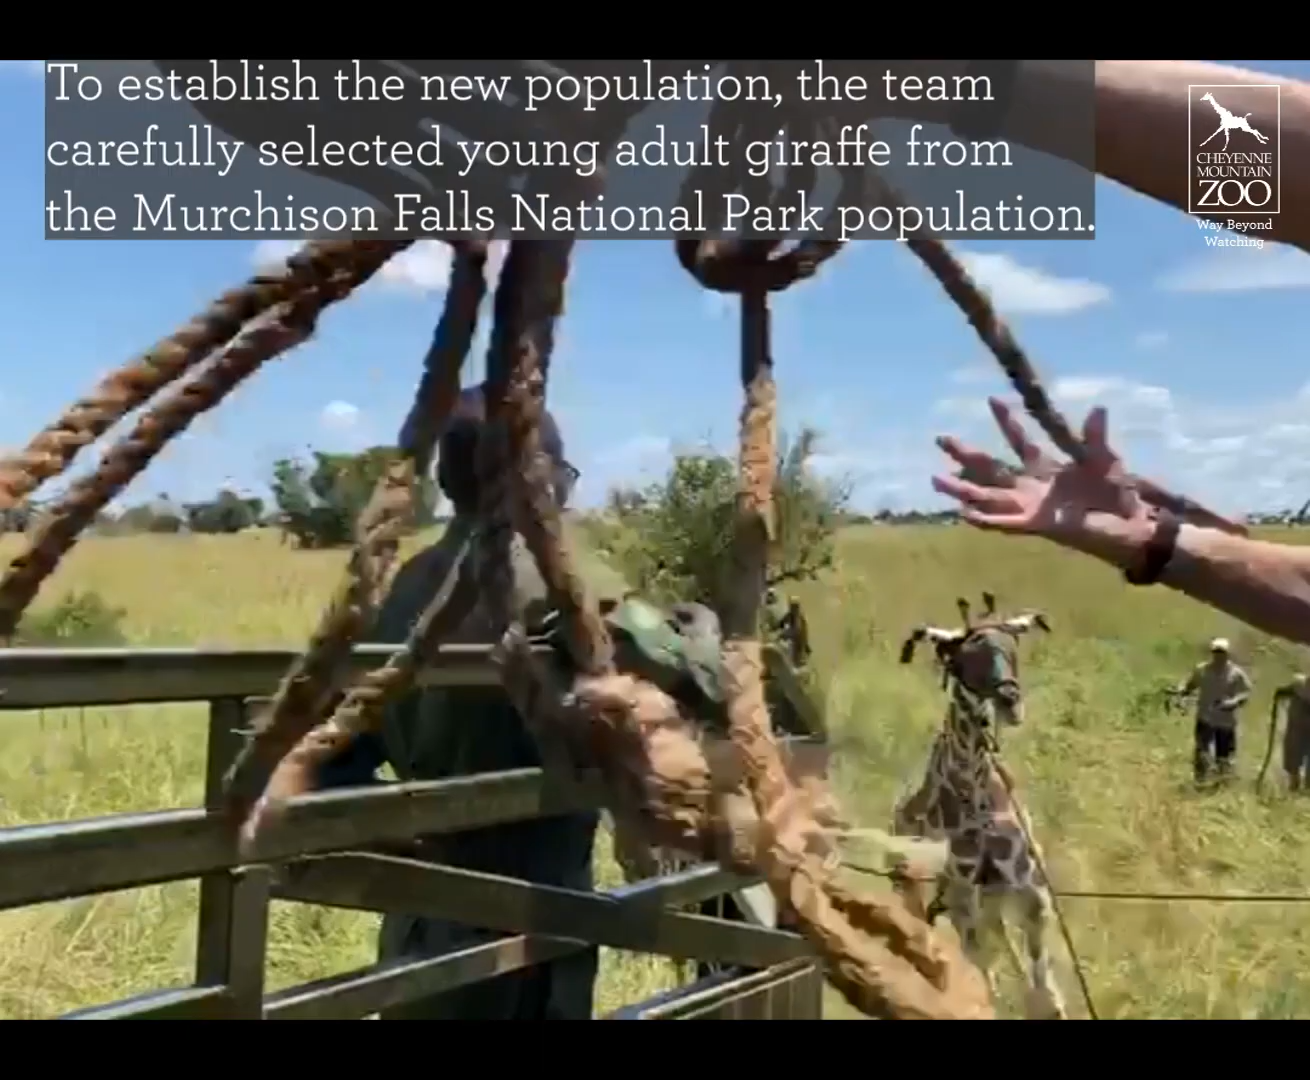 To establish the new population, the team
carefully selected young adult giraffe from
the Murchison Falls National Park population.
CHEYENNE
MOUNTAIN
ZOO
Way Beyond
Watching